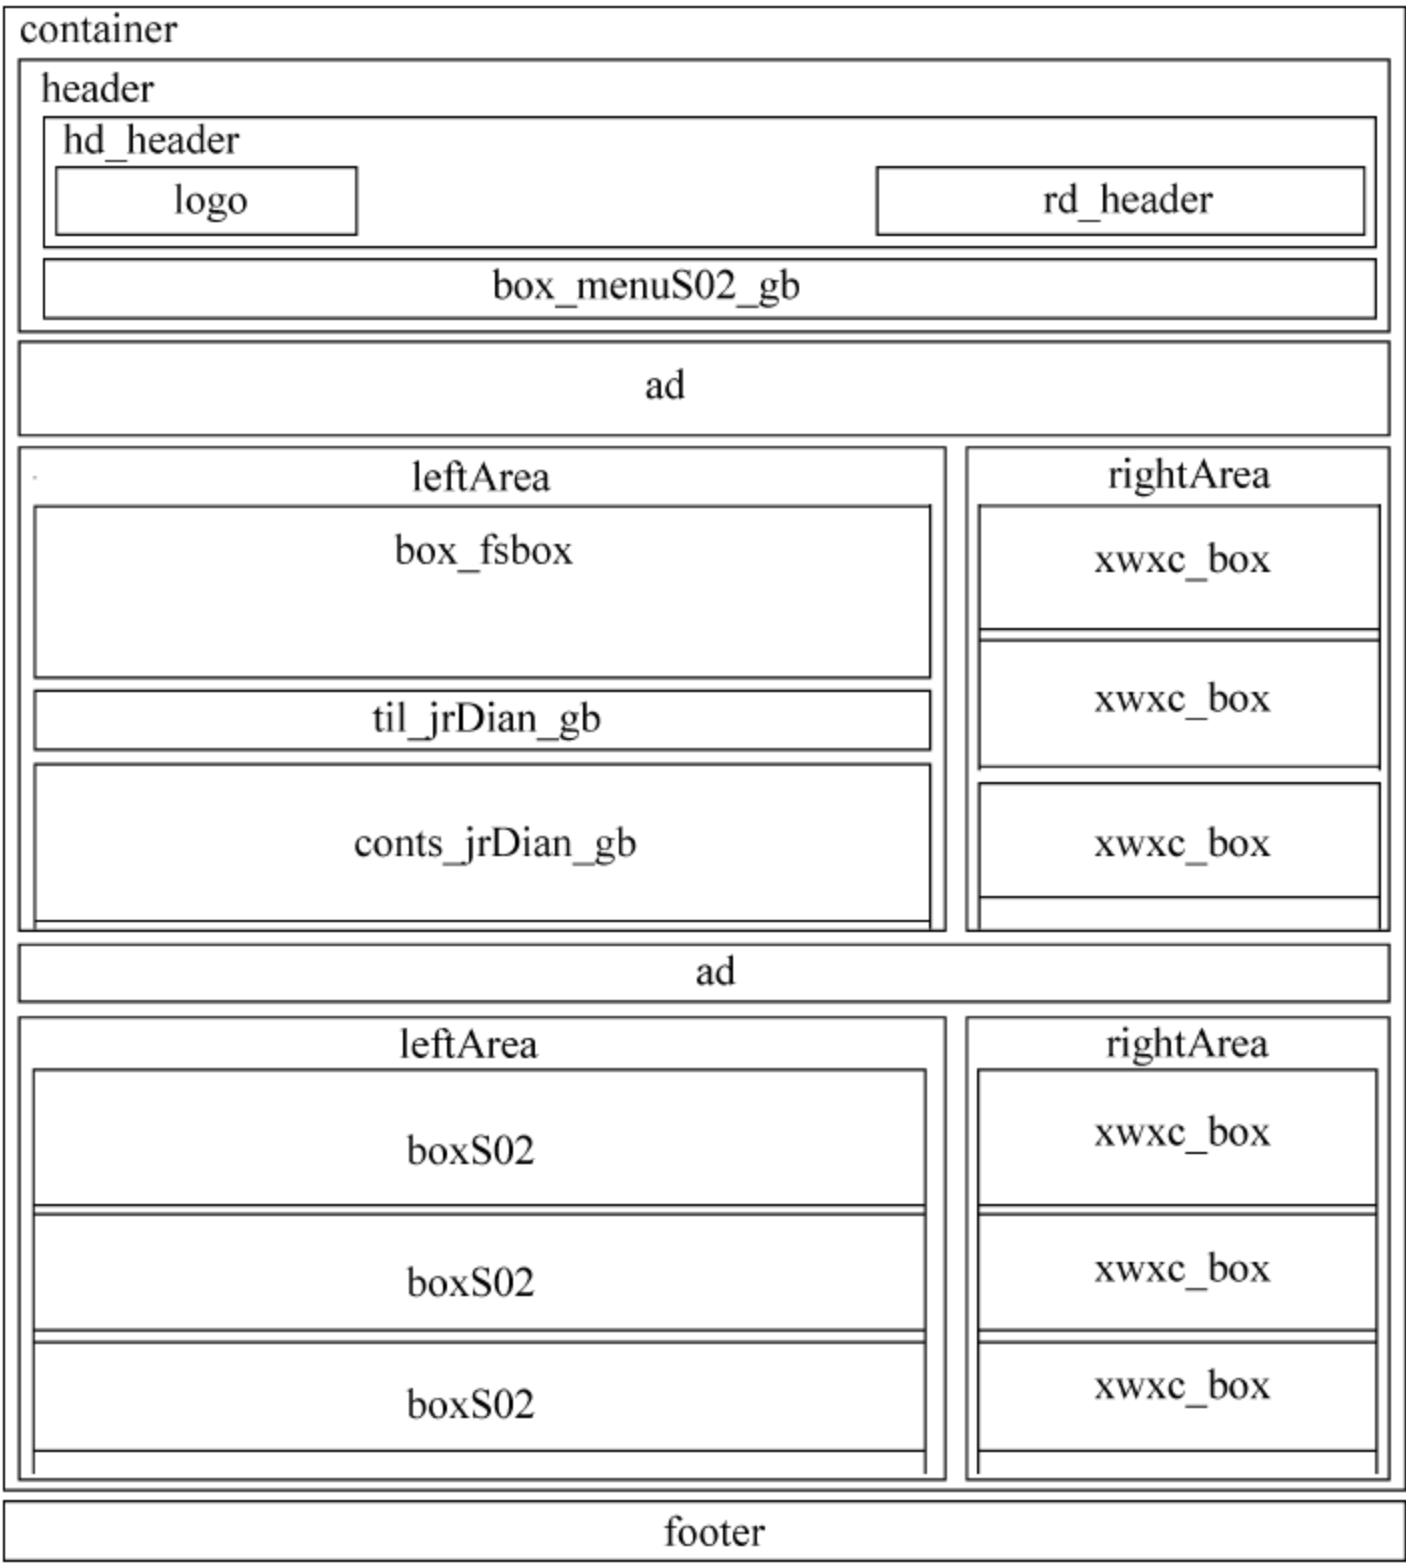 container
header
hd_header
logo
rd_header
box_menuS02_gb
ad
leftArea
box_fsbox
til_jrDian_gb
conts_jrDian_gb
rightArea
xwxc_box
xwxc_box
xwxc_box
ad
leftArea
boxS02
boxS02
boxS02
rightArea
xwxc_box
xwxc_box
xwxc_box
footer